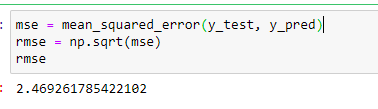 : mse = mean_squared_error(y_test, y_pred)
rmse = np.sqrt(mse)
rmse
: 2.469261785422102